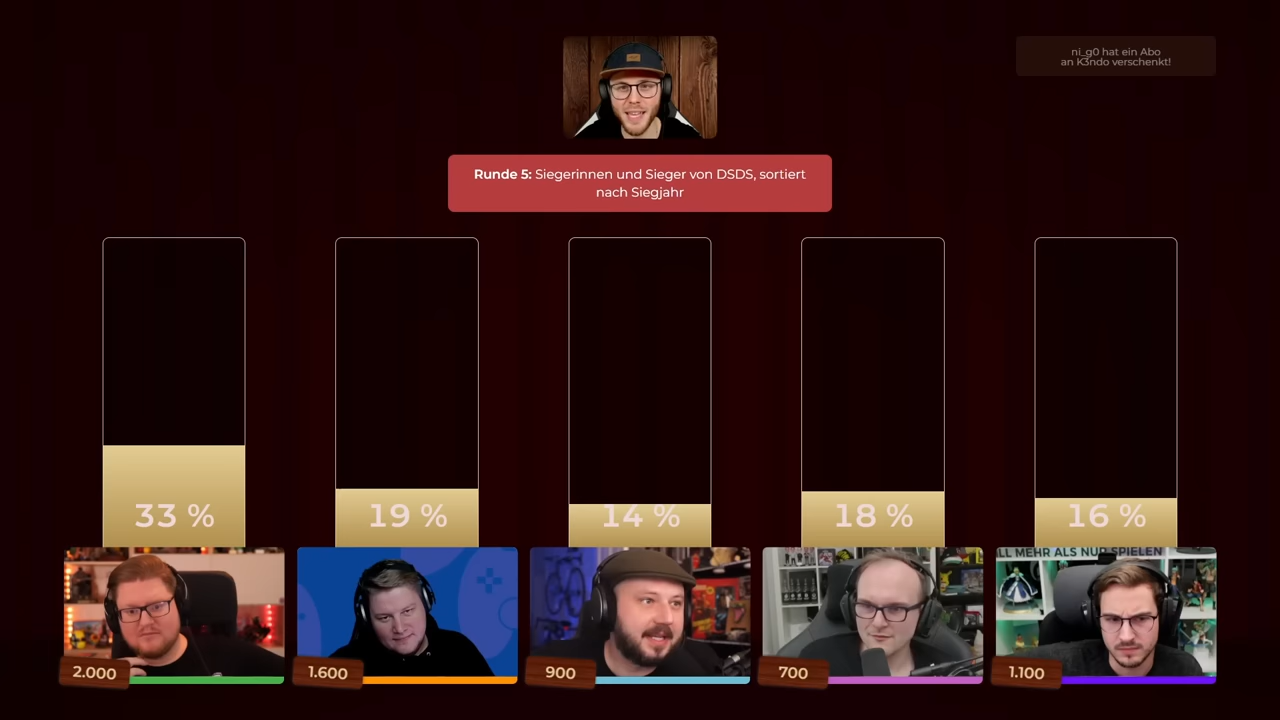 ni_g0 hat ein Abo
an K3ndo verschenkt!
Runde 5: Siegerinnen und Sieger von DSDS, sortiert
nach Siegjahr
33 %
19 %
14 %
18 %
16 %
LL MEHR ALS NUR SPIELEN
2.000
1.600
900
700
1.100